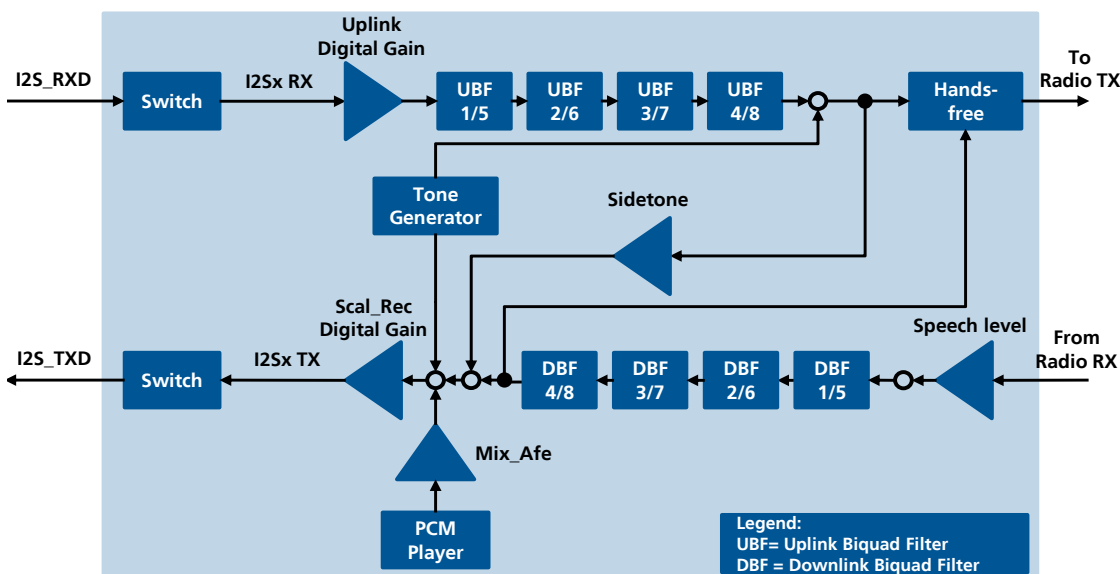 Uplink
Digital Gain
I2S_RXD
Switch
I2Sx RX
UBF
1/5
UBF
2/6
UBF
3/7
UBF
4/8
Hands-
free
To
Radio TX
Tone
Generator
Sidetone
Scal_Rec
Digital Gain
Speech level
I2S_TXD
Switch
I2Sx TX
DBF
4/8
DBF
3/7
DBF
2/6
DBF
1/5
From
Radio RX
Mix_Afe
PCM
Player
Legend:
UBF= Uplink Biquad Filter
DBF = Downlink Biquad Filter